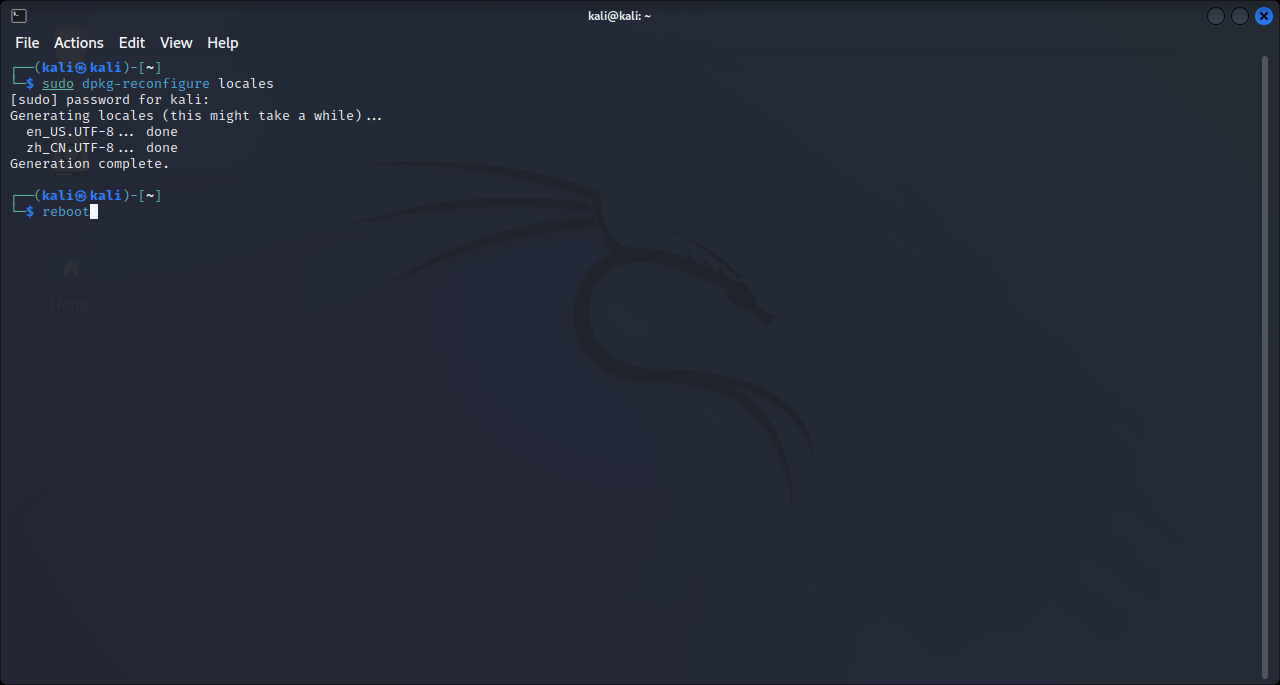 kali@kali: ~
File Actions Edit View Help
┌──(kali㉿kali)-[~]
└─$ sudo dpkg-reconfigure locales
[sudo] password for kali:
Generating locales (this might take a while)...
  en_US.UTF-8... done
  zh_CN.UTF-8... done
Generation complete.
┌──(kali㉿kali)-[~]
└─$ reboot
Home